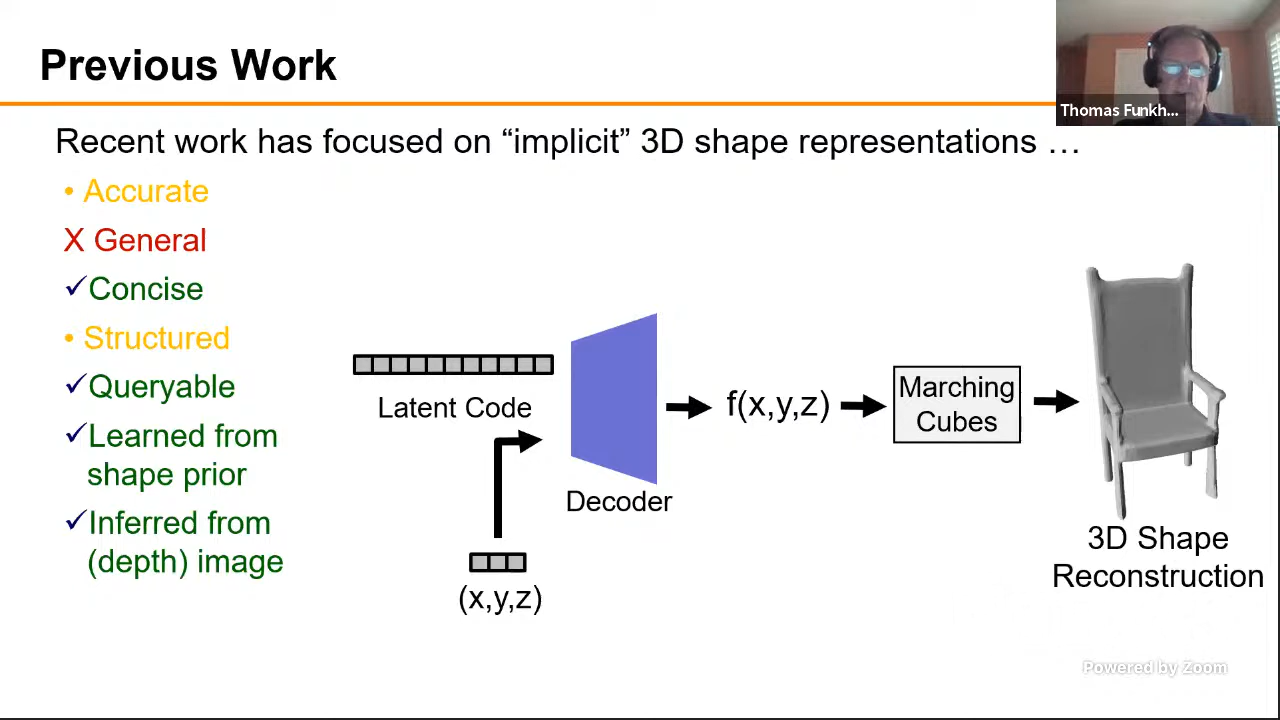 Previous Work
Thomas Funkh...
Recent work has focused on “implicit” 3D shape representations …
• Accurate
X General
✓Concise
• Structured
✓Queryable
✓Learned from
shape prior
✓Inferred from
(depth) image
Latent Code
(x,y,z)
Decoder
f(x,y,z)
Marching
Cubes
3D Shape
Reconstruction
Powered by Zoom